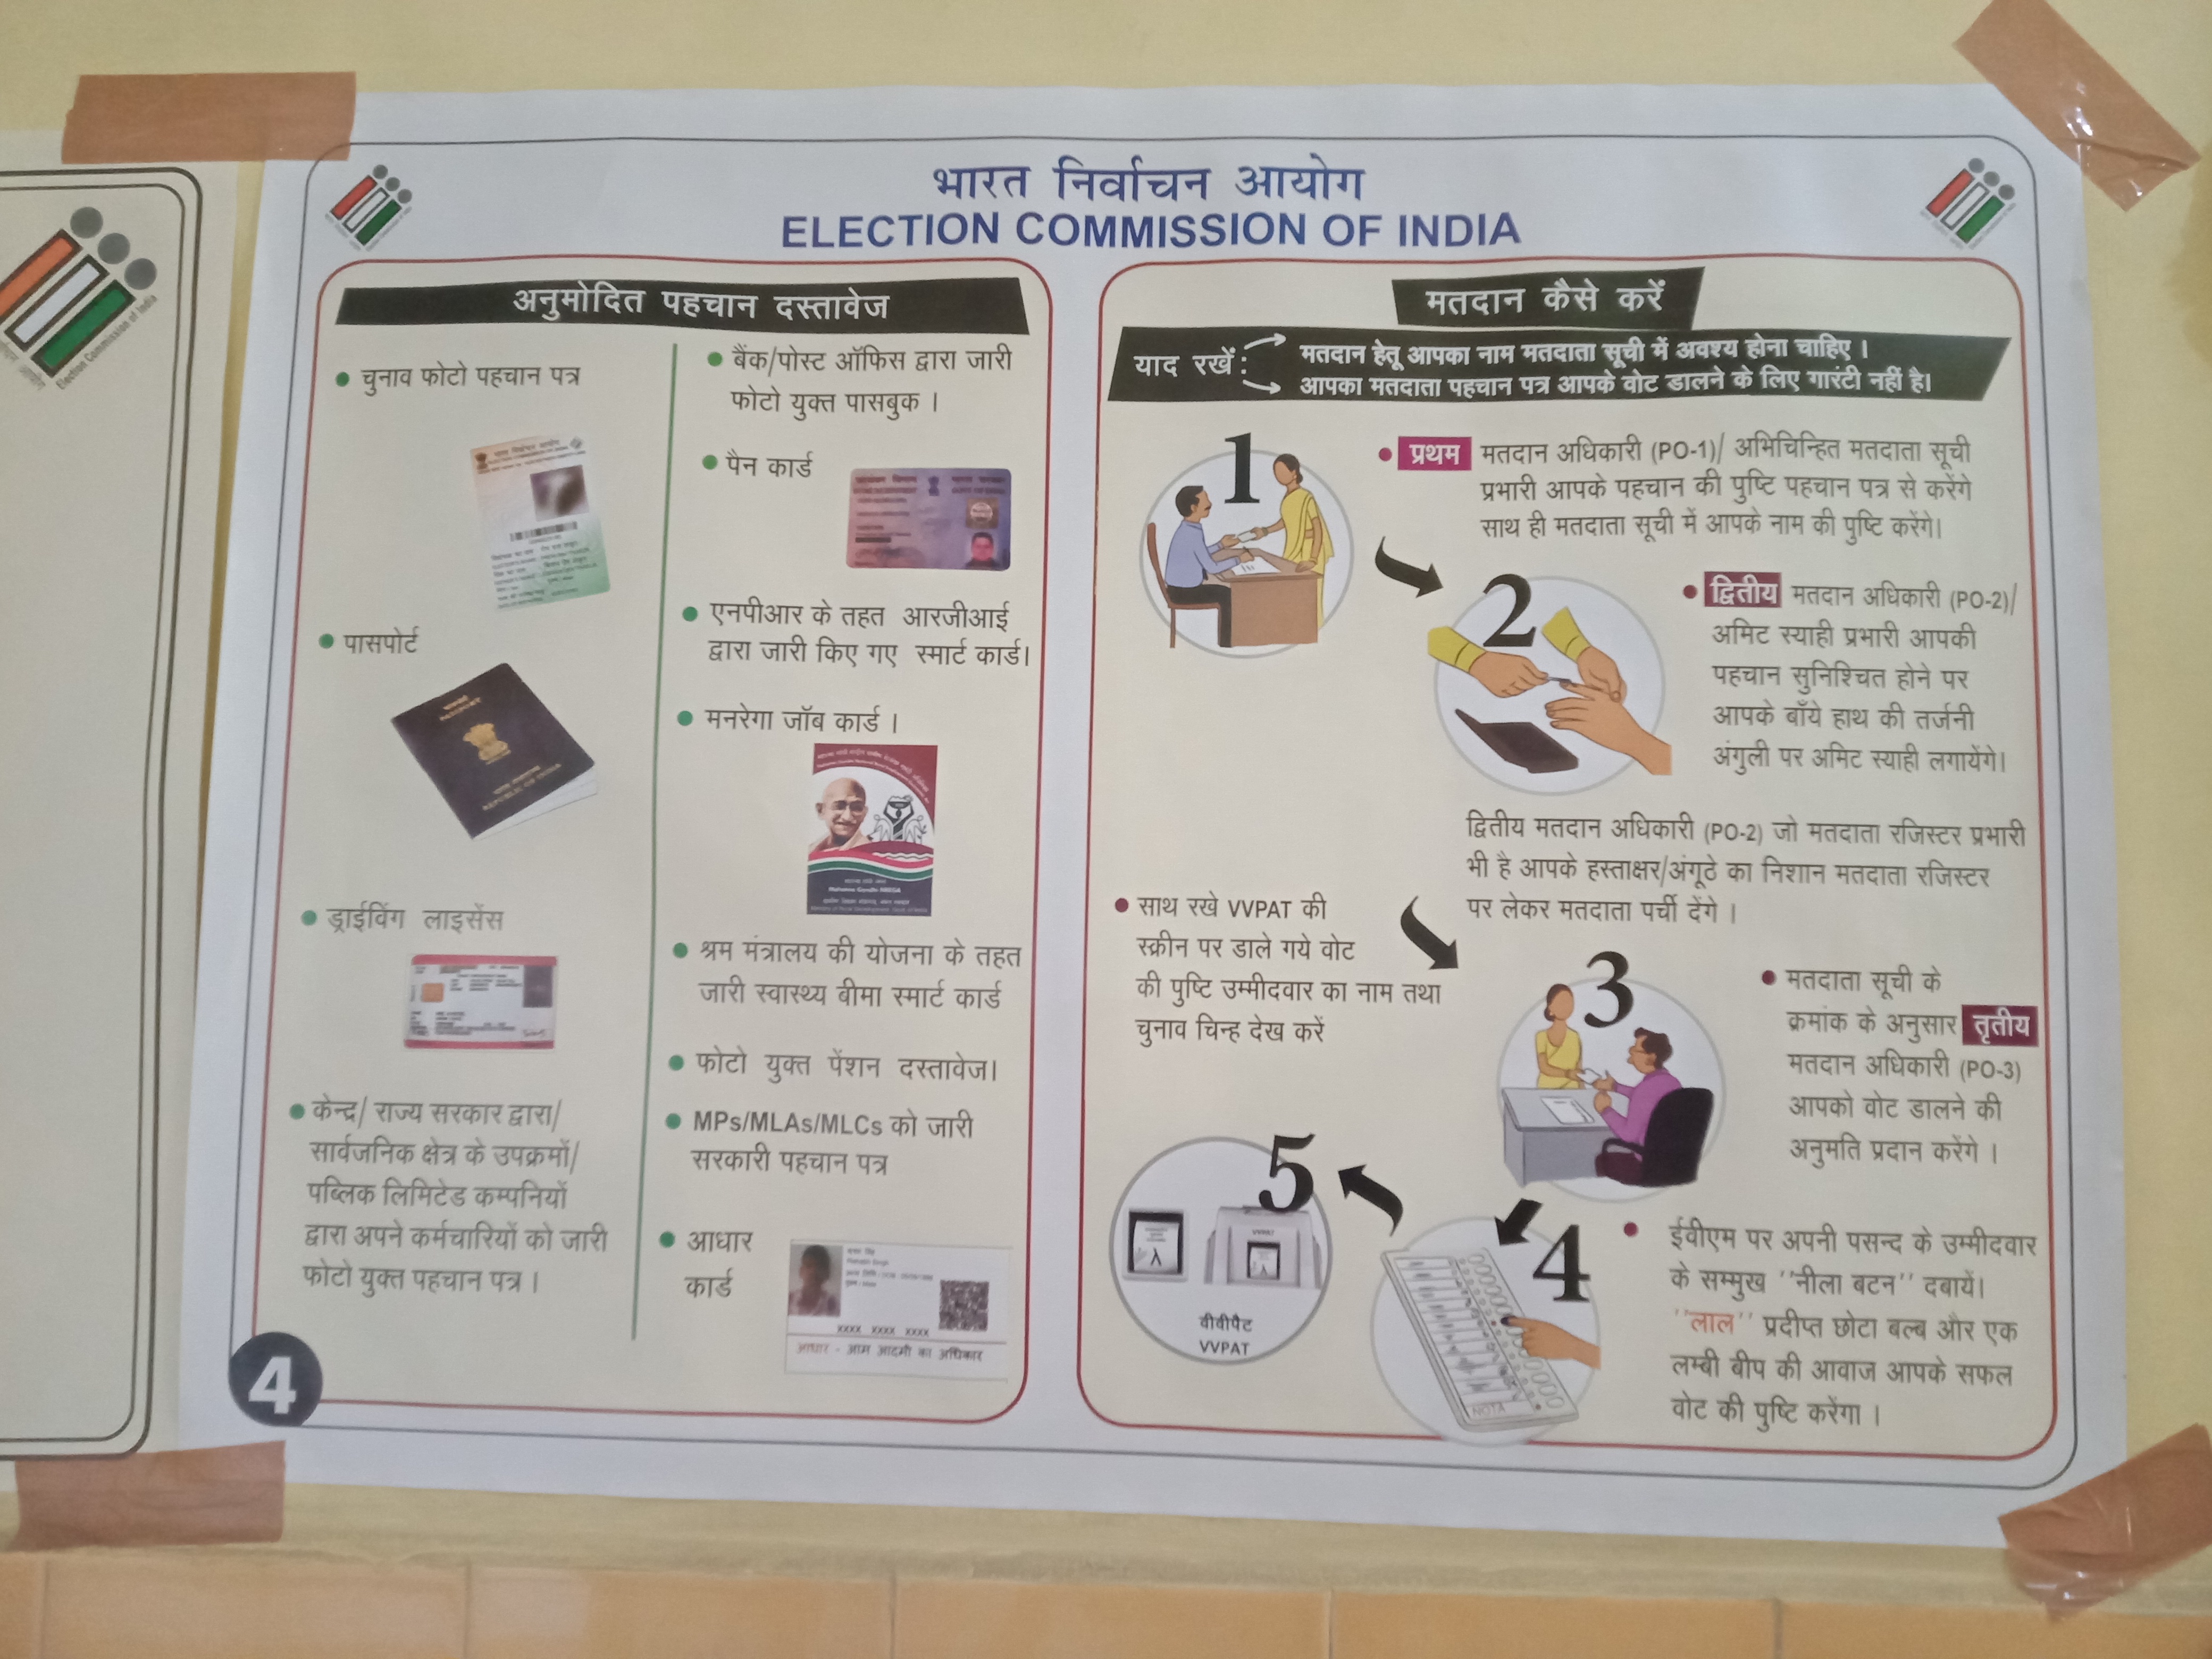 भारत निर्वाचन आयोग
ELECTION COMMISSION OF INDIA
अनुमोदित पहचान दस्तावेज
चुनाव फोटो पहचान पत्र
पासपोर्ट
ड्राईविंग लाइसेंस
केन्द्र/ राज्य सरकार द्वारा/
सार्वजनिक क्षेत्र के उपक्रमों/
पब्लिक लिमिटेड कम्पनियों
द्वारा अपने कर्मचारियों को जारी
फोटो युक्त पहचान पत्र ।
बैंक/पोस्ट ऑफिस द्वारा जारी
फोटो युक्त पासबुक ।
पैन कार्ड
एनपीआर के तहत आरजीआई
द्वारा जारी किए गए स्मार्ट कार्ड।
मनरेगा जॉब कार्ड ।
Mahatma Gandhi NREGA
श्रम मंत्रालय की योजना के तहत
जारी स्वास्थ्य बीमा स्मार्ट कार्ड
फोटो युक्त पेंशन दस्तावेज।
MPs/MLAs/MLCs को जारी
सरकारी पहचान पत्र
आधार
कार्ड
XXXX XXXX XXXX
आधार - आम आदमी का अधिकार
4
मतदान कैसे करें
याद रखें :
मतदान हेतू आपका नाम मतदाता सूची में अवश्य होना चाहिए ।
आपका मतदाता पहचान पत्र आपके वोट डालने के लिए गारंटी नहीं है।
1
प्रथम मतदान अधिकारी (PO-1)/ अभिचिन्हित मतदाता सूची
प्रभारी आपके पहचान की पुष्टि पहचान पत्र से करेंगे
साथ ही मतदाता सूची में आपके नाम की पुष्टि करेंगे।
2
द्वितीय मतदान अधिकारी (PO-2)/
अमिट स्याही प्रभारी आपकी
पहचान सुनिश्चित होने पर
आपके बाँये हाथ की तर्जनी
अंगुली पर अमिट स्याही लगायेंगे।
द्वितीय मतदान अधिकारी (PO-2) जो मतदाता रजिस्टर प्रभारी
भी है आपके हस्ताक्षर/अंगूठे का निशान मतदाता रजिस्टर
पर लेकर मतदाता पर्ची देंगे ।
3
मतदाता सूची के
क्रमांक के अनुसार तृतीय
मतदान अधिकारी (PO-3)
आपको वोट डालने की
अनुमति प्रदान करेंगे ।
4
ईवीएम पर अपनी पसन्द के उम्मीदवार
के सम्मुख ''नीला बटन'' दबायें।
''लाल'' प्रदीप्त छोटा बल्ब और एक
लम्बी बीप की आवाज आपके सफल
वोट की पुष्टि करेंगा ।
NOTA
साथ रखे VVPAT की
स्क्रीन पर डाले गये वोट
की पुष्टि उम्मीदवार का नाम तथा
चुनाव चिन्ह देख करें
5
VVPAT
वीवीपैट
VVPAT
Election Commission of India